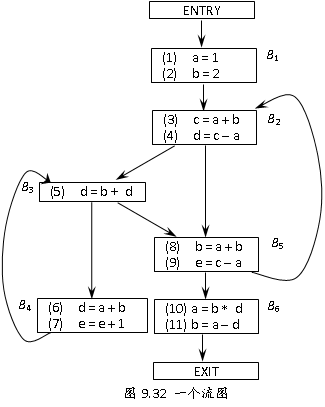 ENTRY
(1) a = 1 B1
(2) b = 2
(3) c = a + b B2
(4) d = c – a
B3 (5) d = b + d
(8) b = a + b B5
(9) e = c – a
B4 (6) d = a + b
(7) e = e + 1
(10) a = b * d B6
(11) b = a – d
EXIT
图 9.32 一个流图